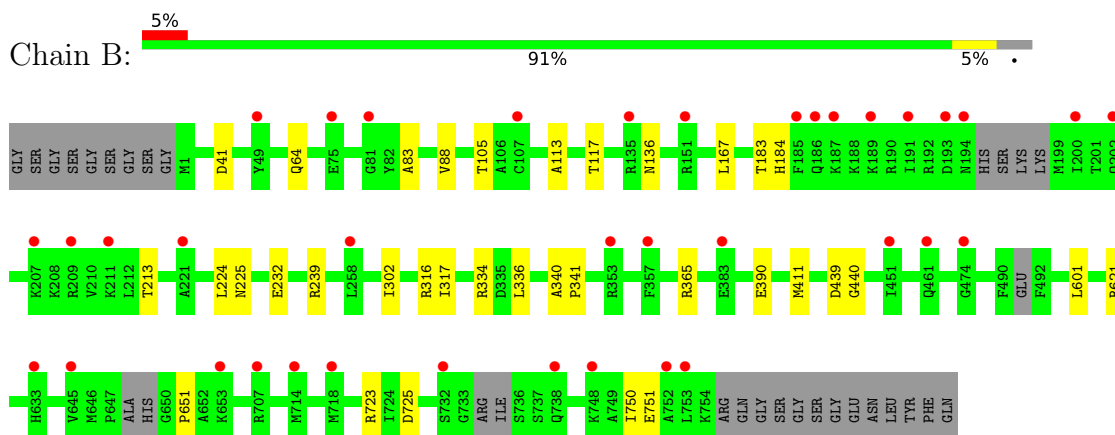 5%
Chain B:
91% 5% •
GLY SER SER GLY SER GLY SER GLY M1 D41 Y49 Q64 E75 G81 Y82 A83 V88 T105 A106 C107 A113 T117 R135 N136 R151 L167 T183 H184 F185 Q186 K187 K188 K189 R190 I191 R192 D193 N194 HIS SER LYS LYS M199 I200 T201
K207 K208 R209 V210 K211 L212 T213 A221 L224 N225 E232 R239 L258 I302 R316 I317 R334 D335 L336 A340 P341 R353 F357 R365 E383 E390 M411 D439 G440 I451 Q461 G474 F490 GLU F492 L601
H633 V645 M646 P647 ALA HIS G650 P651 A652 K653 R707 M714 M718 R723 I724 D725 S732 G733 ARG ILE S736 S737 Q738 K748 A749 I750 E751 A752 L753 K754 ARG GLN GLY SER GLY SER SER GLY GLU ASN LEU TYR PHE GLN